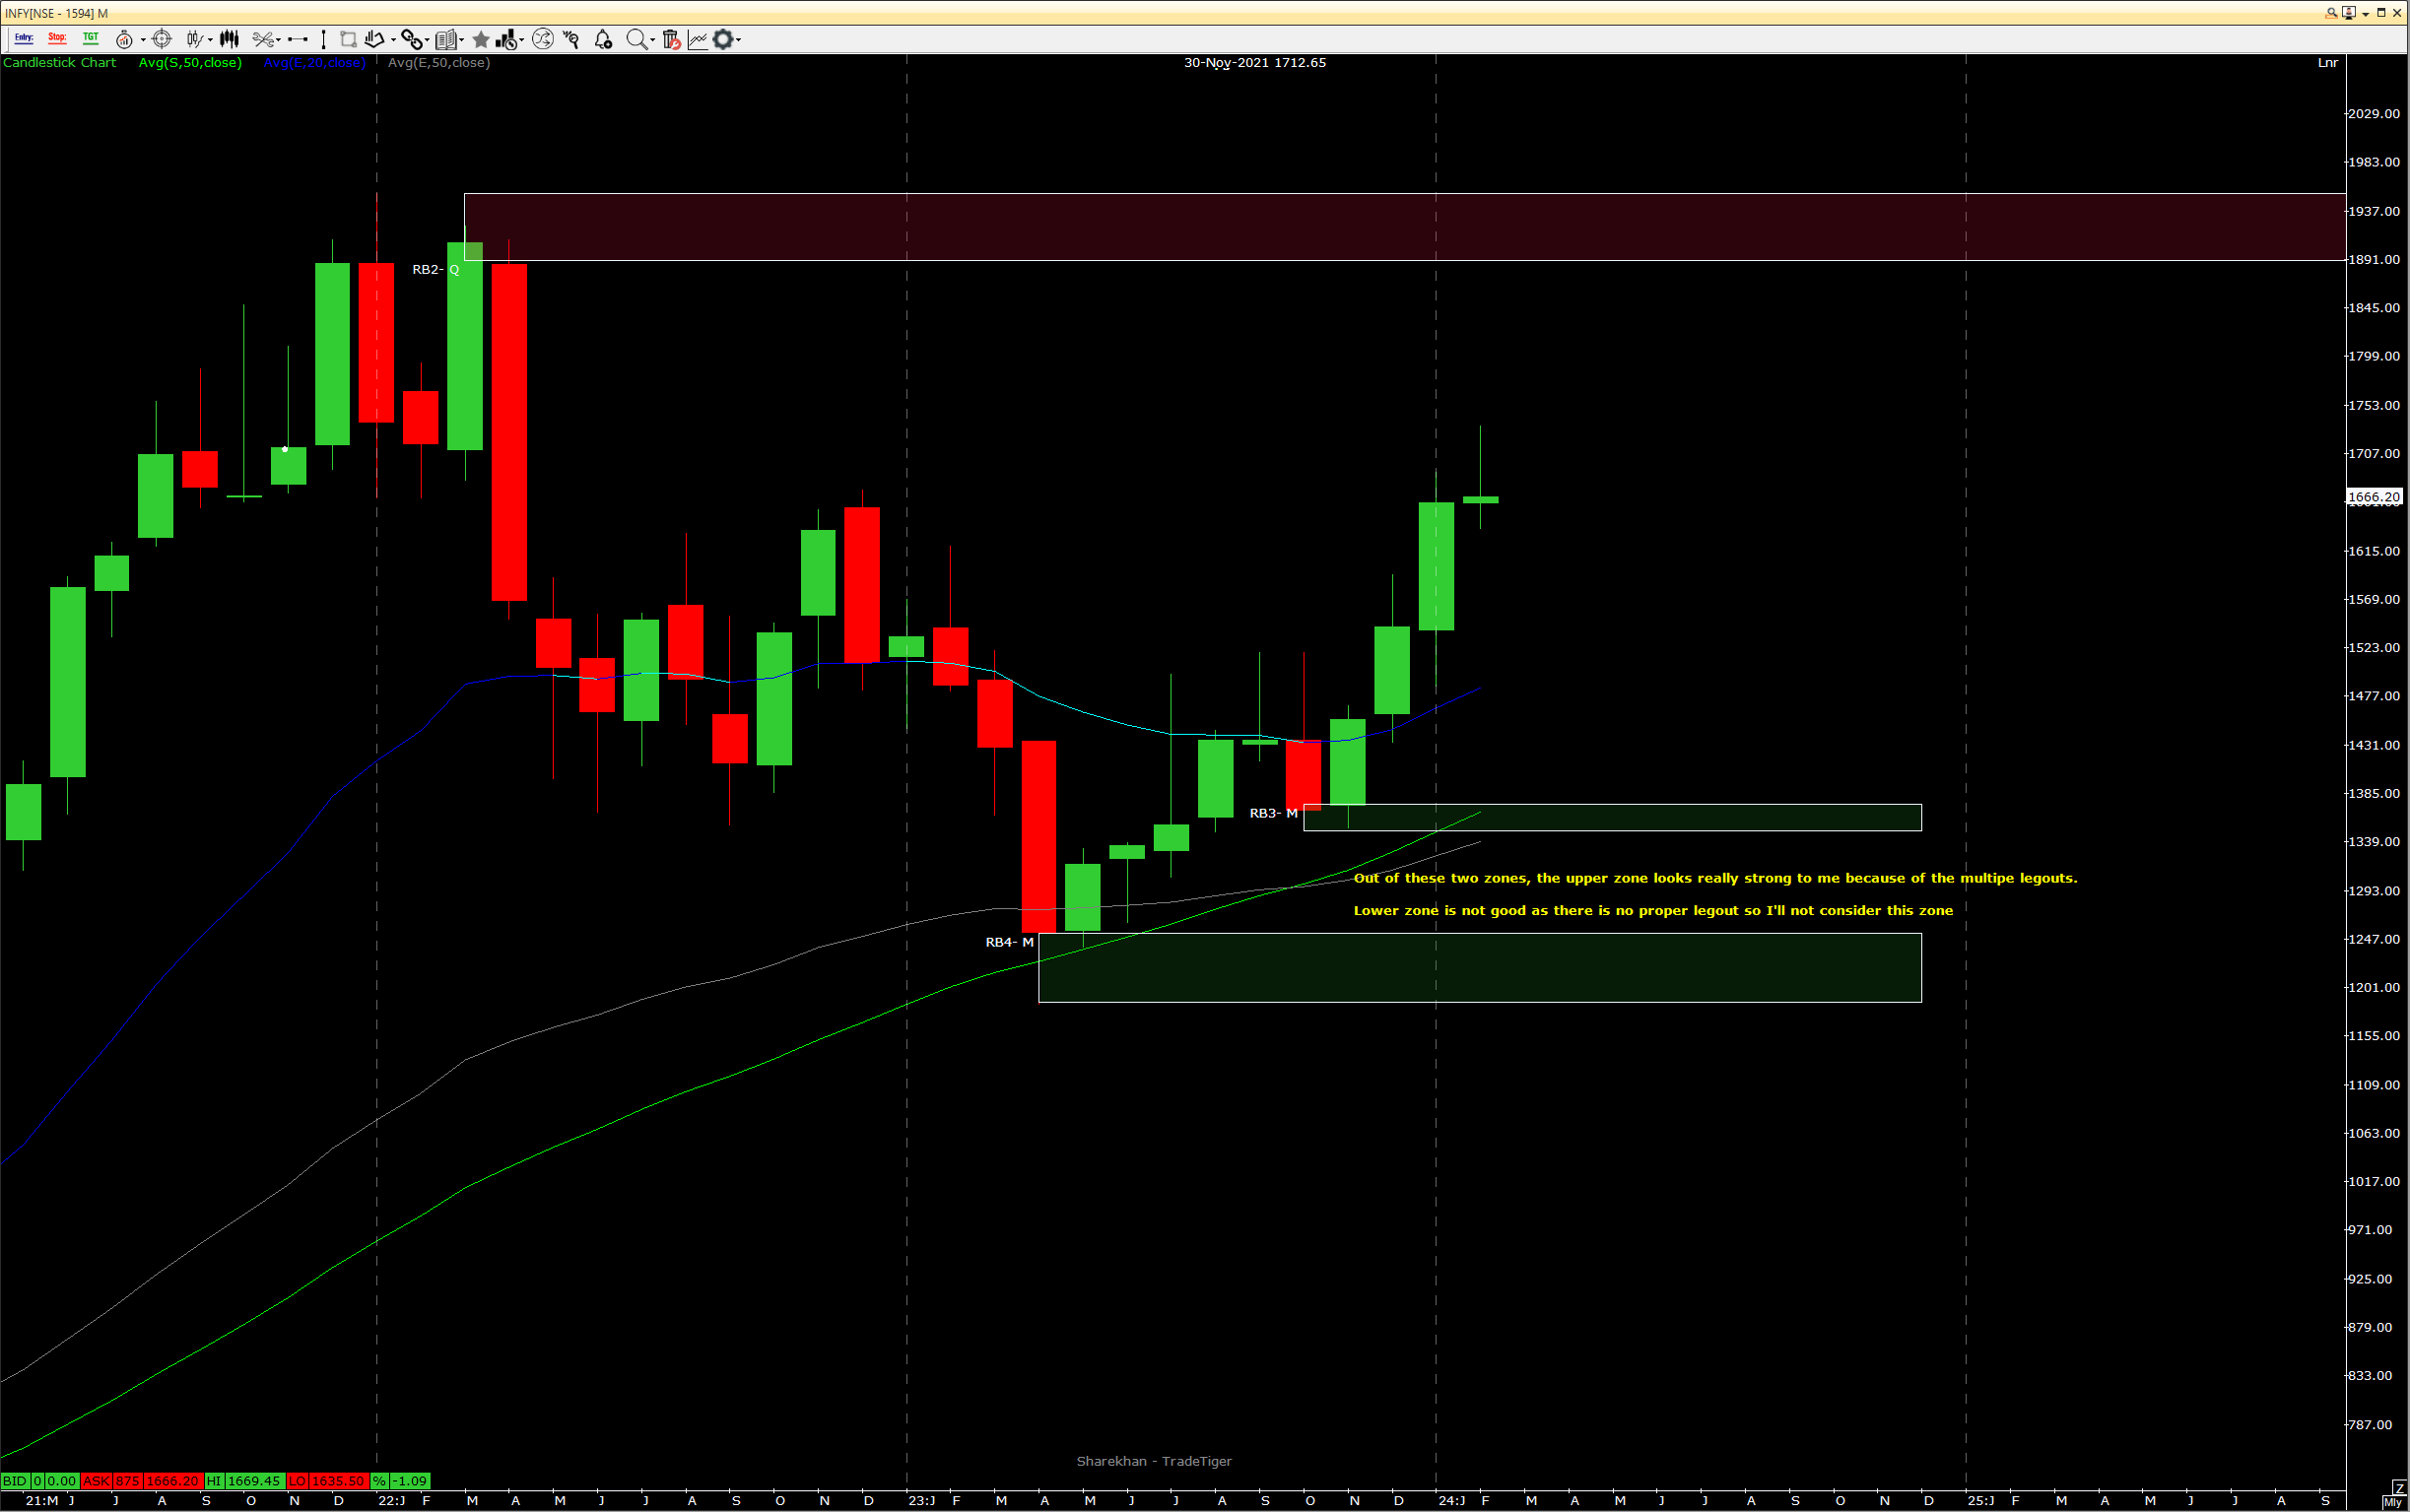 INFY[NSE - 1594] M
Entry: Stop: TGT
Candlestick Chart Avg(S,50,close) Avg(E,20,close) Avg(E,50,close) 30-Nov-2021 1712.65 Lnr
2029.00
1983.00
1937.00
1891.00
RB2- Q
1845.00
1799.00
1753.00
1707.00
1666.20
1615.00
1569.00
1523.00
1477.00
1431.00
1385.00
RB3- M
1339.00
Out of these two zones, the upper zone looks really strong to me because of the multipe legouts.
1293.00
Lower zone is not good as there is no proper legout so I'll not consider this zone
RB4- M
1247.00
1201.00
1155.00
1109.00
1063.00
1017.00
971.00
925.00
879.00
833.00
787.00
Sharekhan - TradeTiger
BID 0 0.00 ASK 875 1666.20 HI 1669.45 LO 1635.50 % -1.09
21:M J J A S O N D 22:J F M A M J J A S O N D 23:J F M A M J J A S O N D 24:J F M A M J J A S O N D 25:J F M A M J J A S
Z
Mly